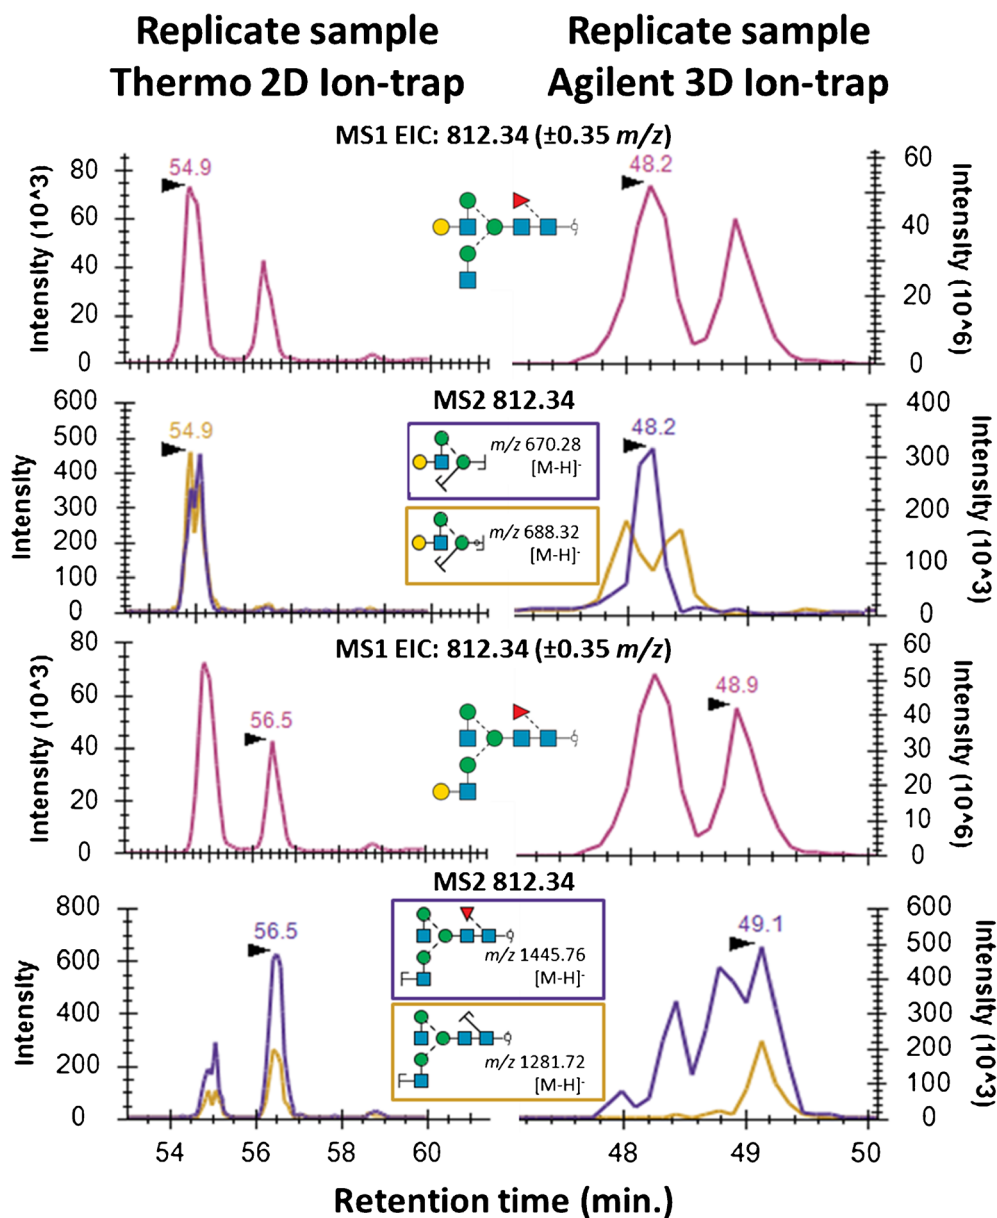 Replicate sample
Thermo 2D Ion-trap
Replicate sample
Agilent 3D Ion-trap
MS1 EIC: 812.34 (±0.35 m/z)
Intensity (10^3)
80
60
40
20
0
54.9
48.2
60
40
20
0
Intensity (10^6)
MS2 812.34
Intensity
600
500
400
300
200
100
0
54.9
m/z 670.28
[M-H]-
m/z 688.32
[M-H]-
48.2
400
300
200
100
0
Intensity (10^3)
MS1 EIC: 812.34 (±0.35 m/z)
Intensity (10^3)
80
60
40
20
0
56.5
48.9
60
50
40
30
20
10
0
Intensity (10^6)
MS2 812.34
Intensity
800
600
400
200
0
56.5
m/z 1445.76
[M-H]-
m/z 1281.72
[M-H]-
49.1
600
500
400
300
200
100
0
Intensity (10^3)
54 56 58 60
48 49 50
Retention time (min.)